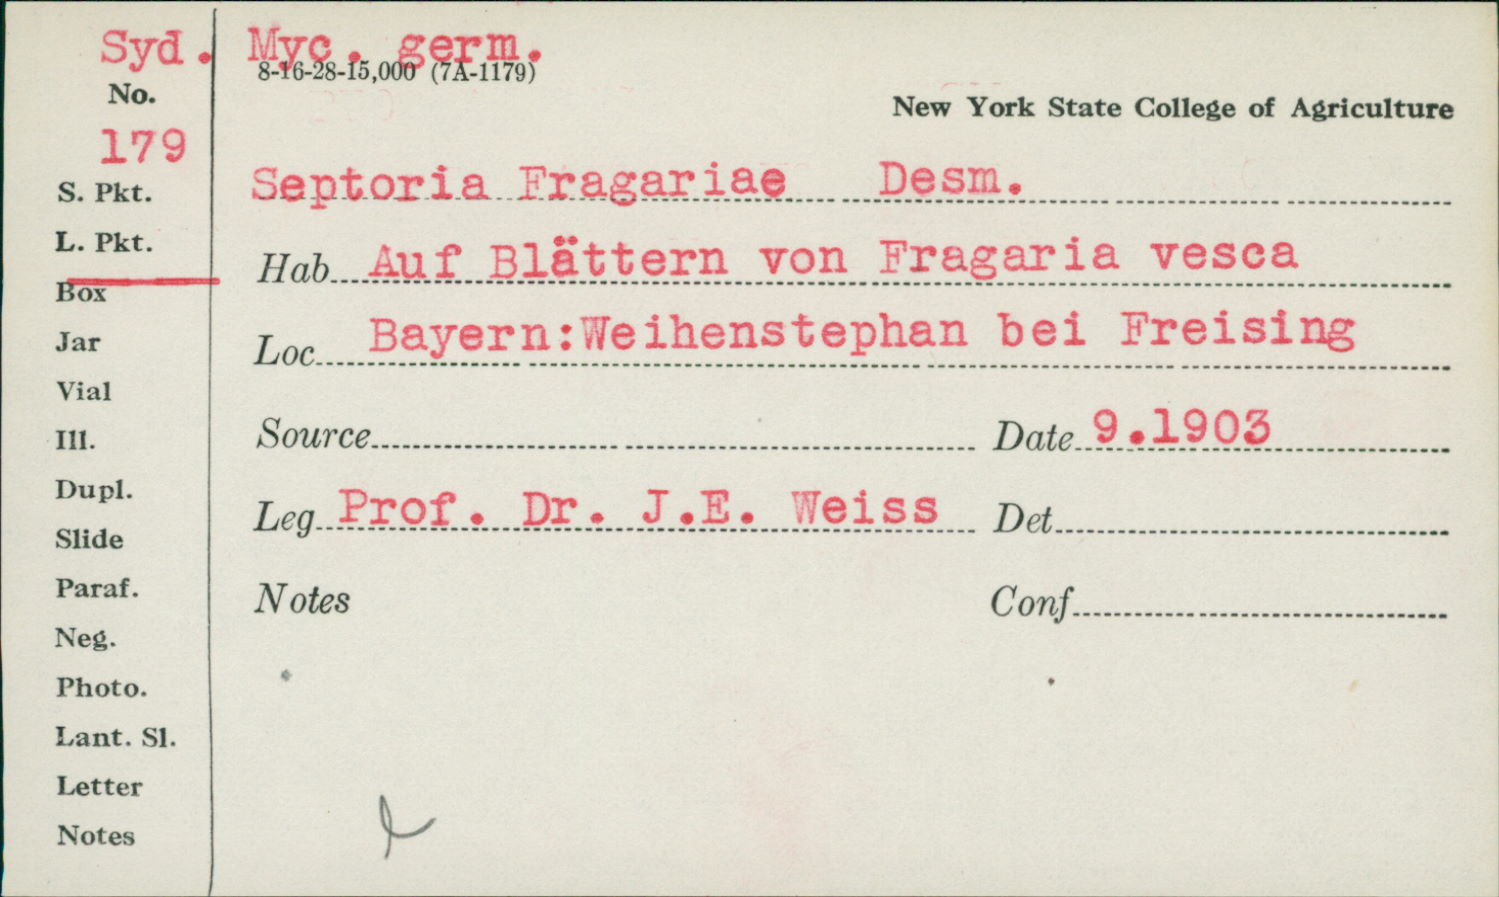 Syd. Myc. germ.
8-16-28-15,000 (7A-1179)
No.
New York State College of Agriculture
179
S. Pkt.
Septoria Fragariae Desm.
L. Pkt.
Hab Auf Blättern von Fragaria vesca
Box
Jar
Loc Bayern:Weihenstephan bei Freising
Vial
Ill.
Source Date 9.1903
Dupl.
Leg Prof. Dr. J.E. Weiss Det
Slide
Paraf.
Notes Conf
Neg.
Photo.
Lant. Sl.
Letter
Notes